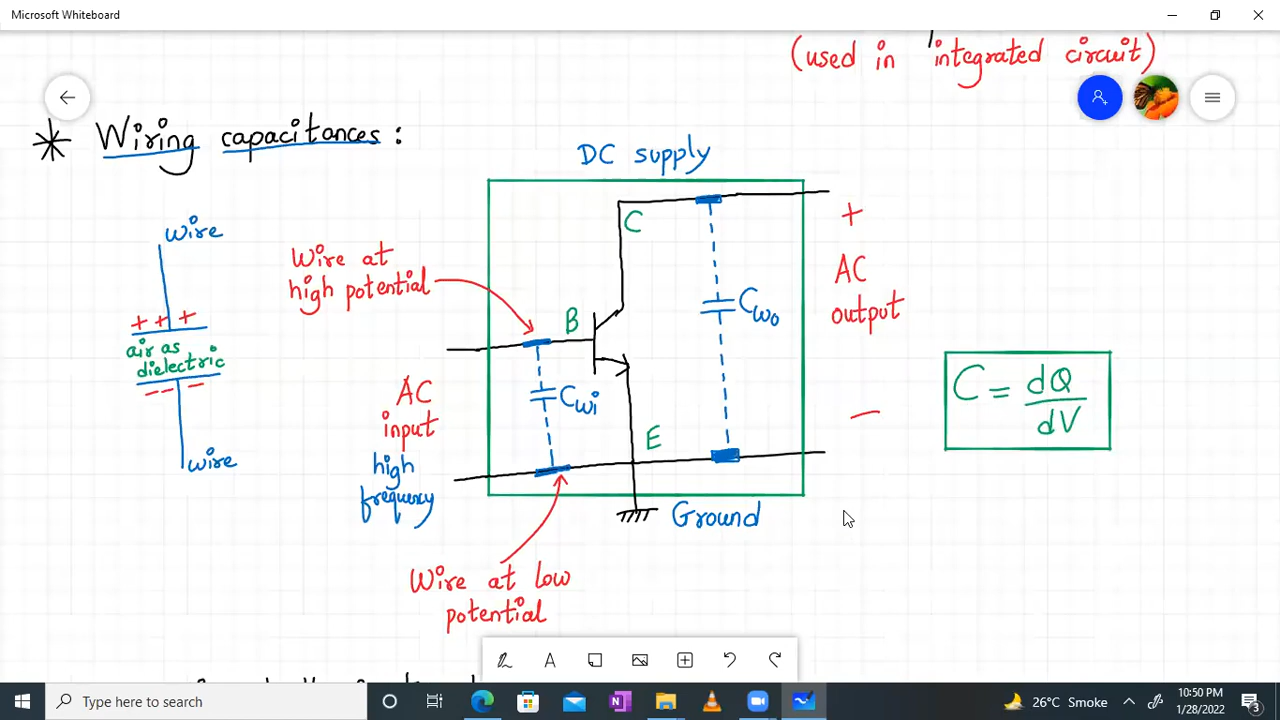 Microsoft Whiteboard
(used in integrated circuit)
* Wiring capacitances :
DC supply
wire
+ + +
air as
dielectric
-- -
wire
Wire at
high potential
C
B
Cwi
Cwo
E
+
AC
output
-
AC
input
high
frequency
Ground
Wire at low
potential
C = dQ
dV
Type here to search
26°C Smoke
10:50 PM
1/28/2022
3